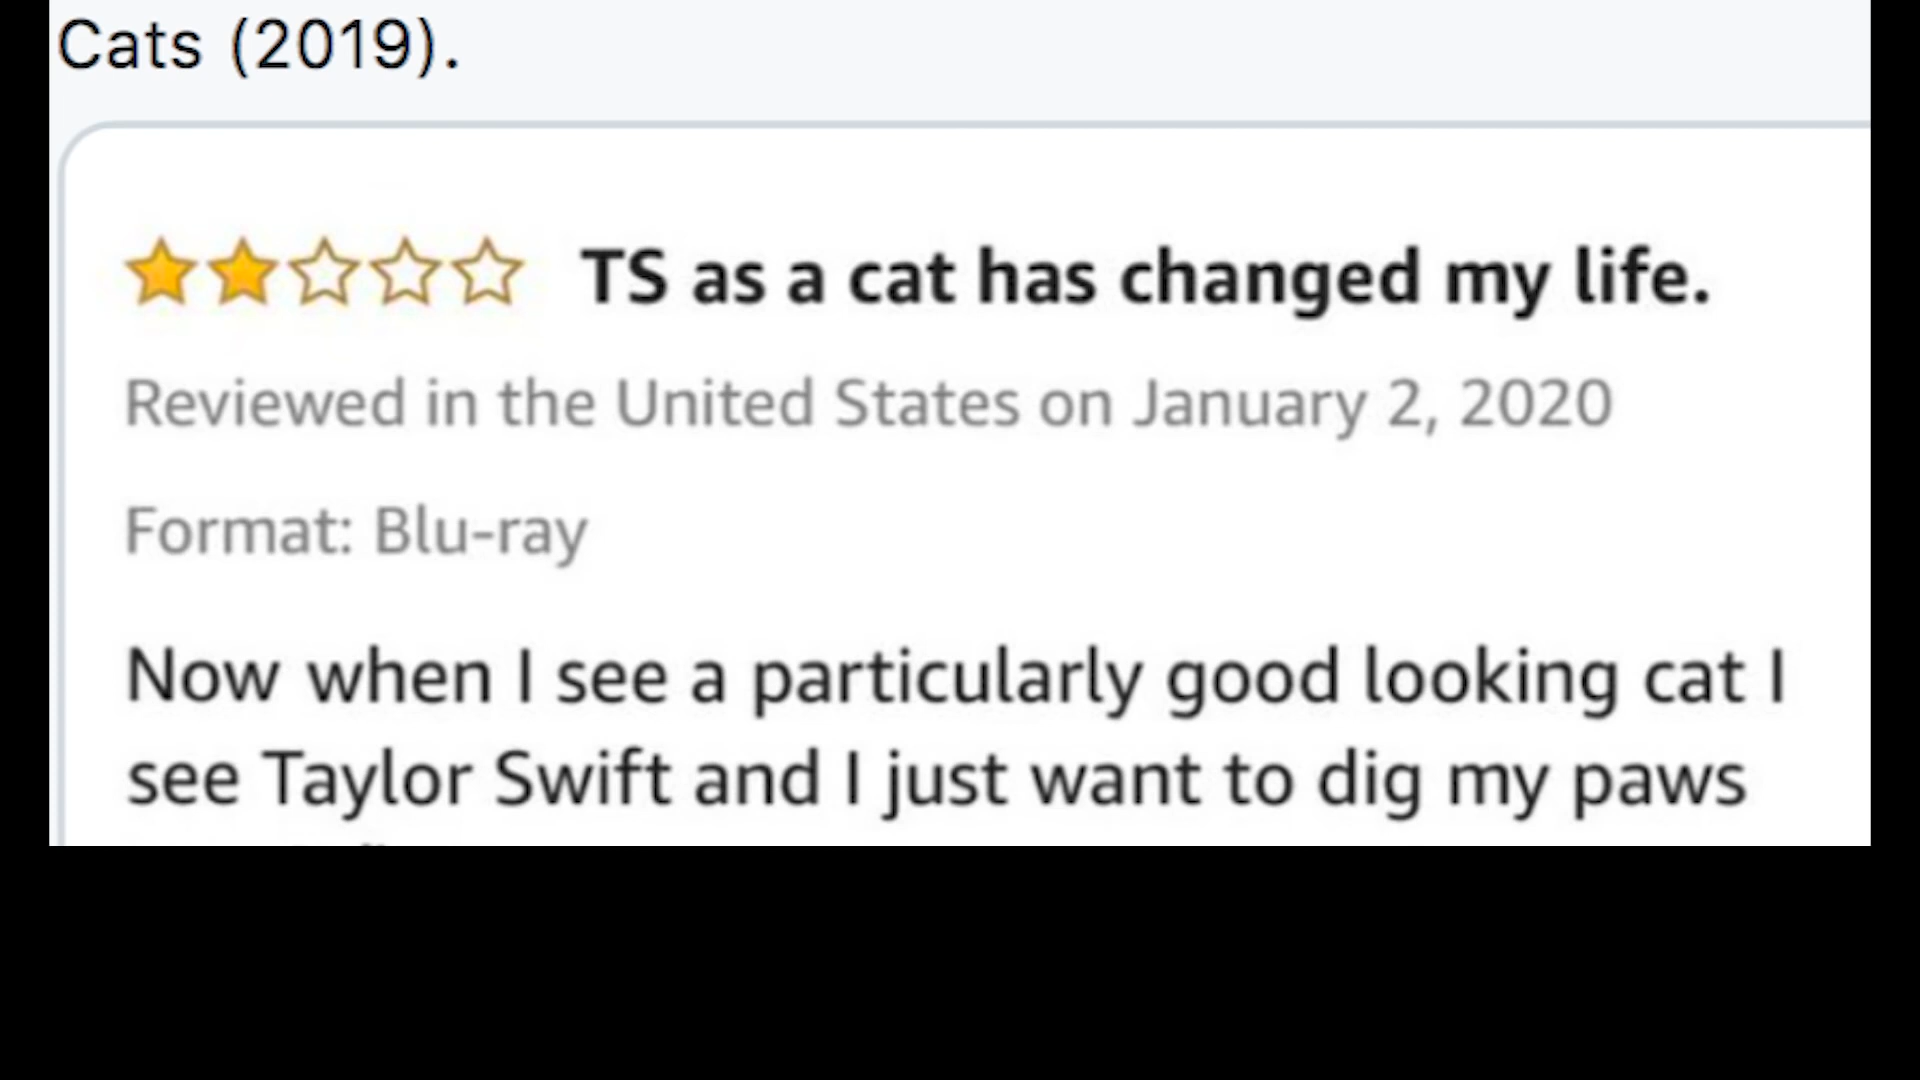 Cats (2019).
TS as a cat has changed my life.
Reviewed in the United States on January 2, 2020
Format: Blu-ray
Now when I see a particularly good looking cat I
see Taylor Swift and I just want to dig my paws